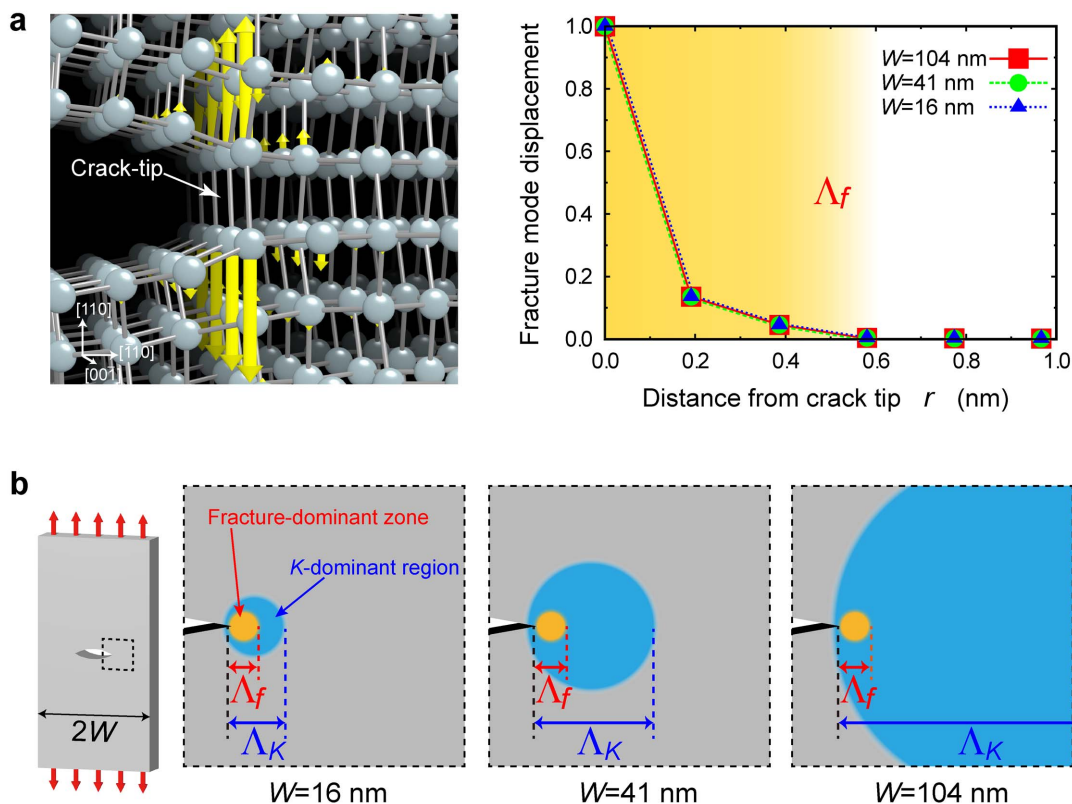 a
Crack-tip
[110]
[110]
[001]
Fracture mode displacement
1.0
0.8
0.6
0.4
0.2
0.0
0.0 0.2 0.4 0.6 0.8 1.0
W=104 nm
W=41 nm
W=16 nm
Λf
Distance from crack tip r (nm)
b
2W
Fracture-dominant zone
K-dominant region
Λf
ΛK
W=16 nm
Λf
ΛK
W=41 nm
Λf
ΛK
W=104 nm